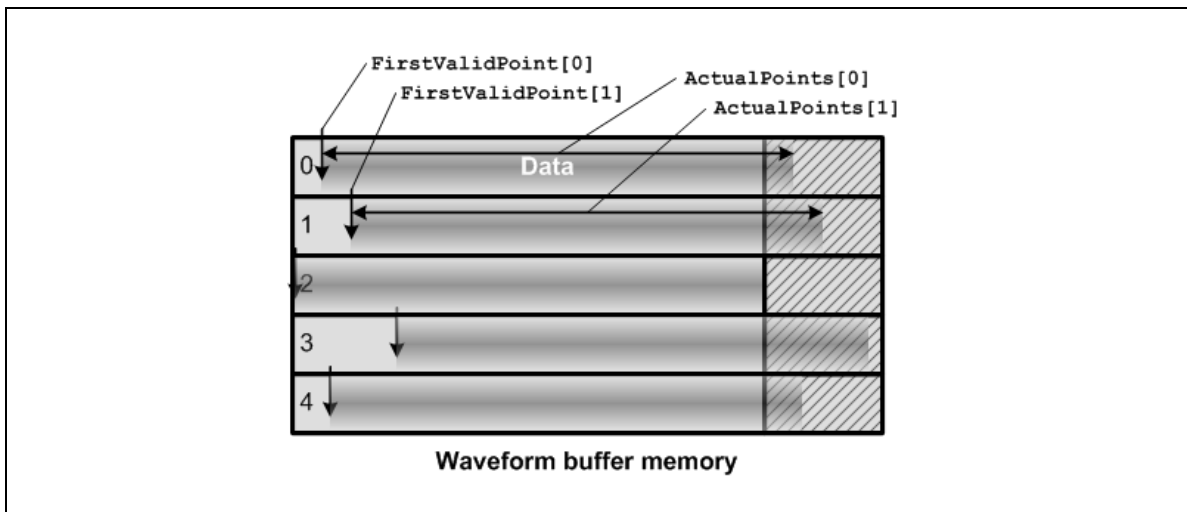 FirstValidPoint[0]
ActualPoints[0]
FirstValidPoint[1]
ActualPoints[1]
0
Data
1
2
3
4
Waveform buffer memory